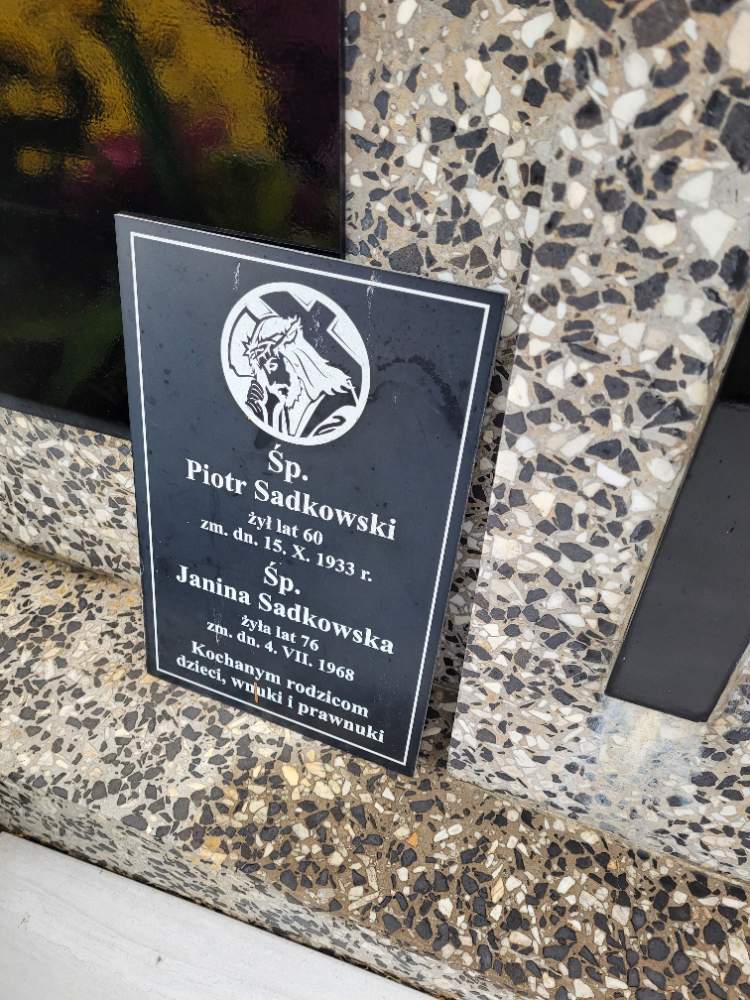 Śp.
Piotr Sadkowski
żył lat 60
zm. dn. 15. X. 1933 r.
Śp.
Janina Sadkowska
żyła lat 76
zm. dn. 4. VII. 1968
Kochanym rodzicom
dzieci, wnuki i prawnuki